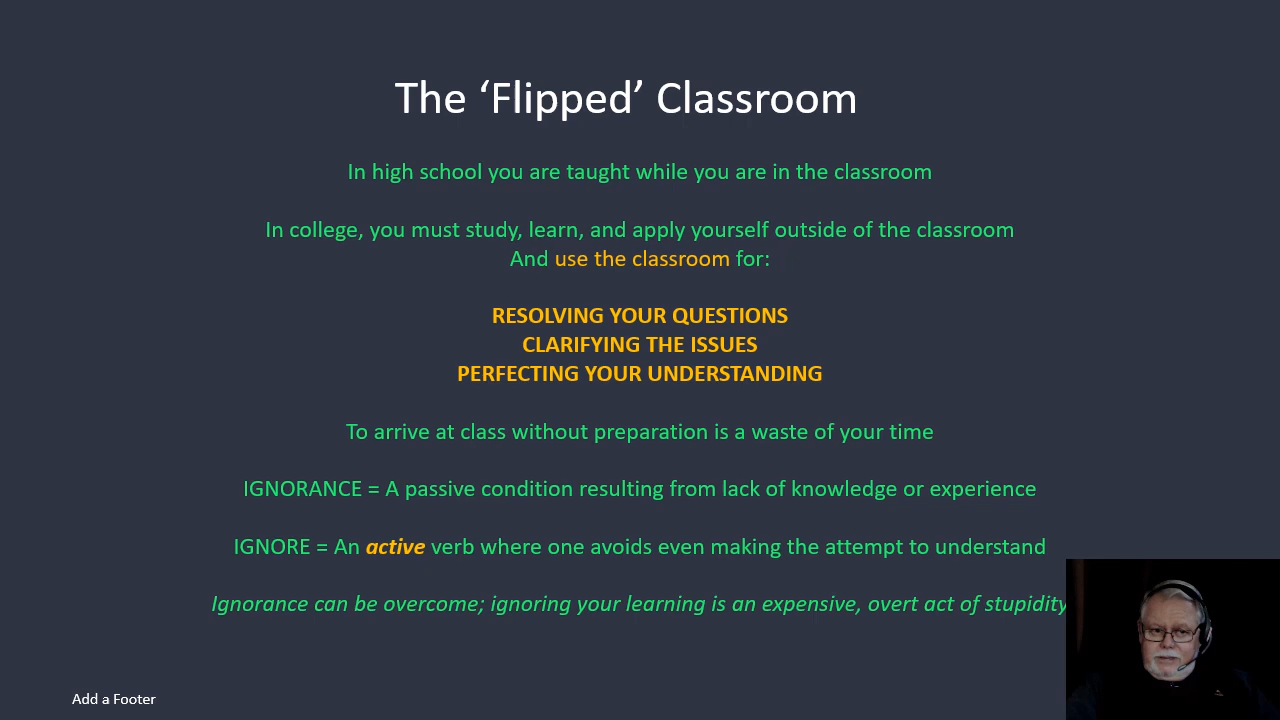 The ‘Flipped’ Classroom
In high school you are taught while you are in the classroom
In college, you must study, learn, and apply yourself outside of the classroom
And use the classroom for:
RESOLVING YOUR QUESTIONS
CLARIFYING THE ISSUES
PERFECTING YOUR UNDERSTANDING
To arrive at class without preparation is a waste of your time
IGNORANCE = A passive condition resulting from lack of knowledge or experience
IGNORE = An active verb where one avoids even making the attempt to understand
Ignorance can be overcome; ignoring your learning is an expensive, overt act of stupidity
Add a Footer